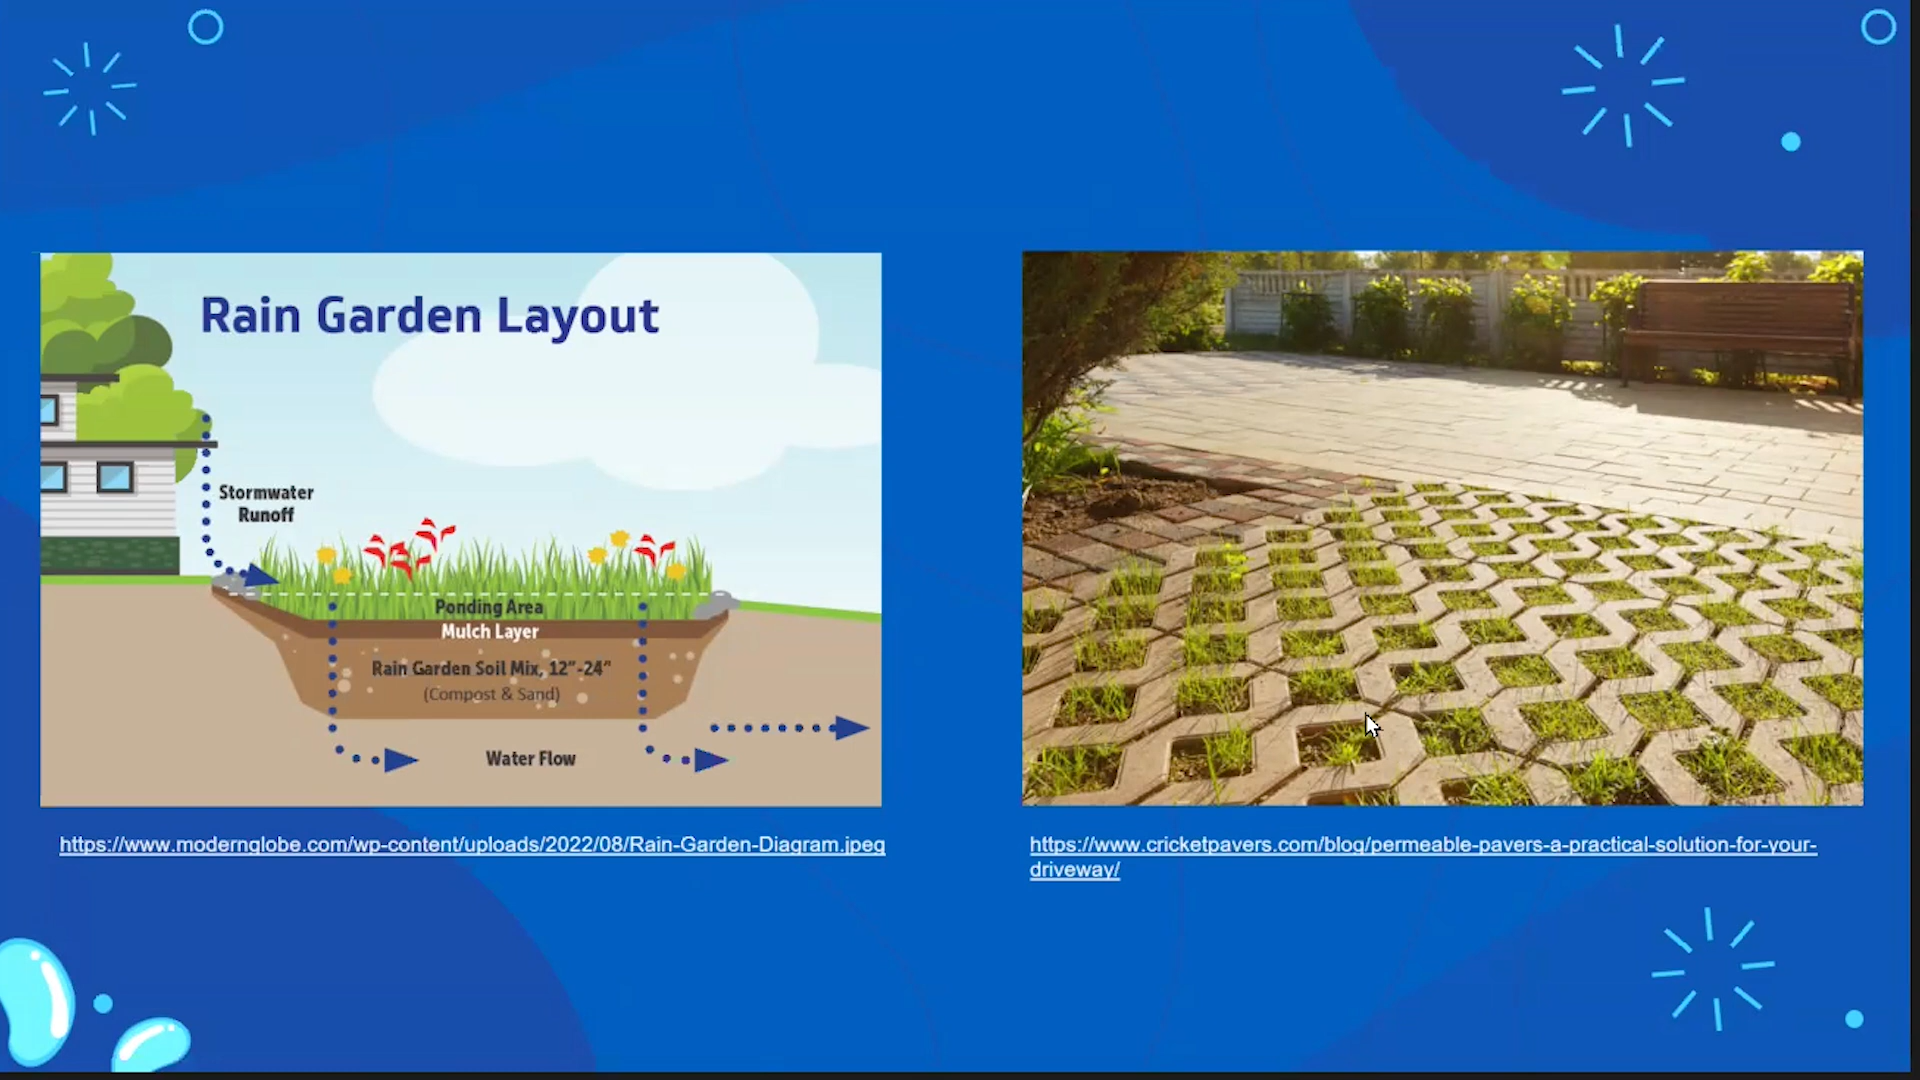 Rain Garden Layout
Stormwater
Runoff
Ponding Area
Mulch Layer
Rain Garden Soil Mix, 12"-24"
(Compost & Sand)
Water Flow
https://www.modernglobe.com/wp-content/uploads/2022/08/Rain-Garden-Diagram.jpeg
https://www.cricketpavers.com/blog/permeable-pavers-a-practical-solution-for-your-
driveway/